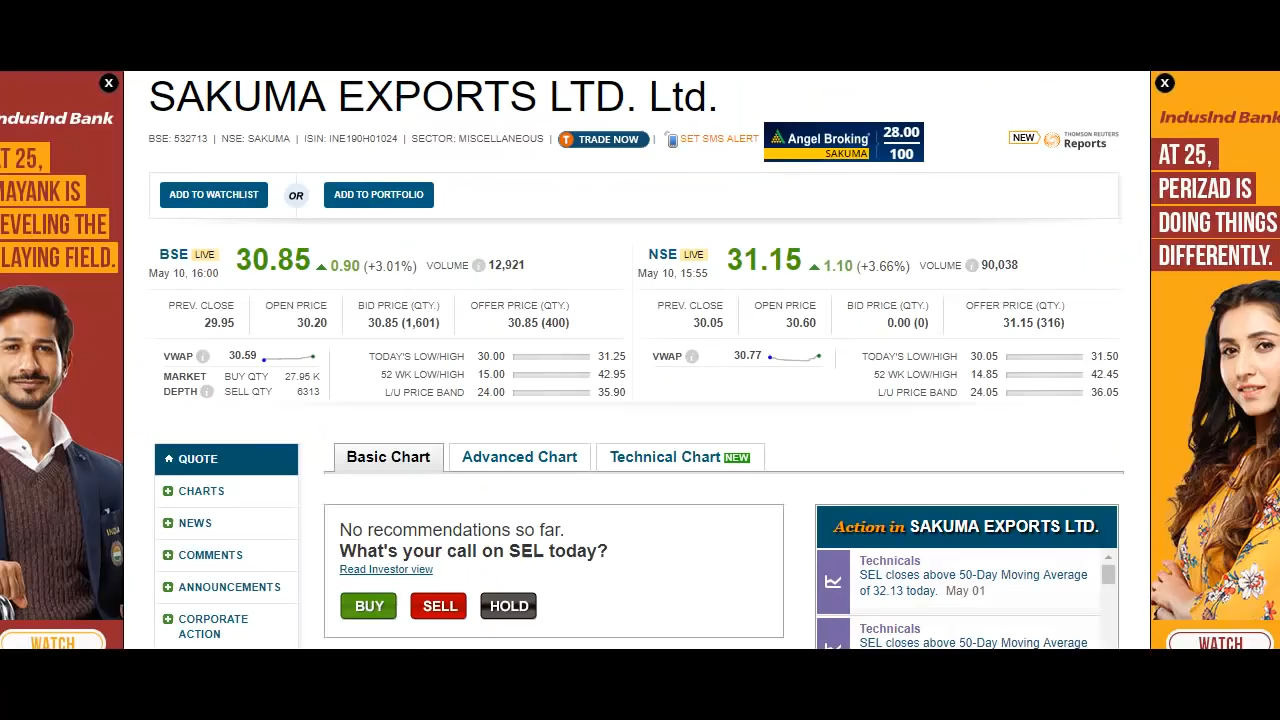 SAKUMA EXPORTS LTD. Ltd.
BSE: 532713 | NSE: SAKUMA | ISIN: INE190H01024 | SECTOR: MISCELLANEOUS
T TRADE NOW
SET SMS ALERT
Angel Broking
SAKUMA
28.00
100
NEW
THOMSON REUTERS
Reports
X
X
ndusInd Bank
AT 25,
MAYANK IS
EVELING THE
LAYING FIELD.
WATCH
IndusInd Bank
AT 25,
PERIZAD IS
DOING THINGS
DIFFERENTLY.
WATCH
ADD TO WATCHLIST OR ADD TO PORTFOLIO
BSE LIVE 30.85 0.90 (+3.01%) VOLUME 12,921
May 10, 16:00
PREV. CLOSE OPEN PRICE BID PRICE (QTY.) OFFER PRICE (QTY.)
29.95 30.20 30.85 (1,601) 30.85 (400)
VWAP 30.59 TODAY'S LOW/HIGH 30.00 31.25
MARKET BUY QTY 27.95 K 52 WK LOW/HIGH 15.00 42.95
DEPTH SELL QTY 6313 L/U PRICE BAND 24.00 35.90
NSE LIVE 31.15 1.10 (+3.66%) VOLUME 90,038
May 10, 15:55
PREV. CLOSE OPEN PRICE BID PRICE (QTY.) OFFER PRICE (QTY.)
30.05 30.60 0.00 (0) 31.15 (316)
VWAP 30.77 TODAY'S LOW/HIGH 30.05 31.50
52 WK LOW/HIGH 14.85 42.45
L/U PRICE BAND 24.05 36.05
QUOTE
CHARTS
NEWS
COMMENTS
ANNOUNCEMENTS
CORPORATE
ACTION
Basic Chart Advanced Chart Technical Chart NEW
No recommendations so far.
What's your call on SEL today?
Read Investor view
BUY SELL HOLD
Action in SAKUMA EXPORTS LTD.
Technicals
SEL closes above 50-Day Moving Average
of 32.13 today. May 01
Technicals
SEL closes above 50-Day Moving Average